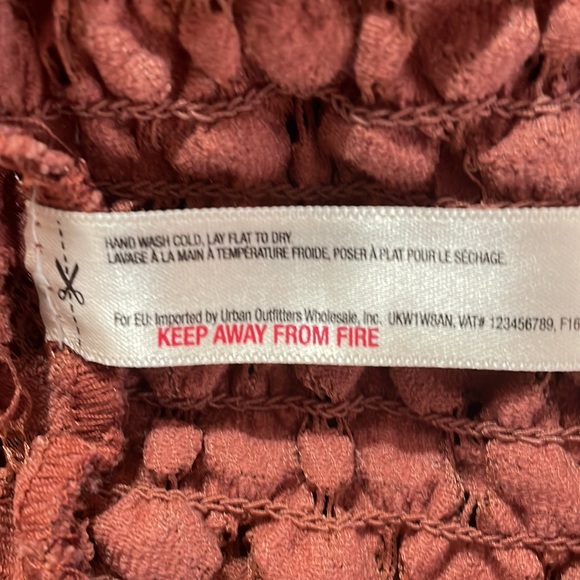 HAND WASH COLD, LAY FLAT TO DRY
LAVAGE À LA MAIN À TEMPÉRATURE FROIDE, POSER À PLAT POUR LE SÉCHAGE.
For EU: Imported by Urban Outfitters Wholesale, Inc. UKW1W8AN, VAT# 123456789, F16
KEEP AWAY FROM FIRE